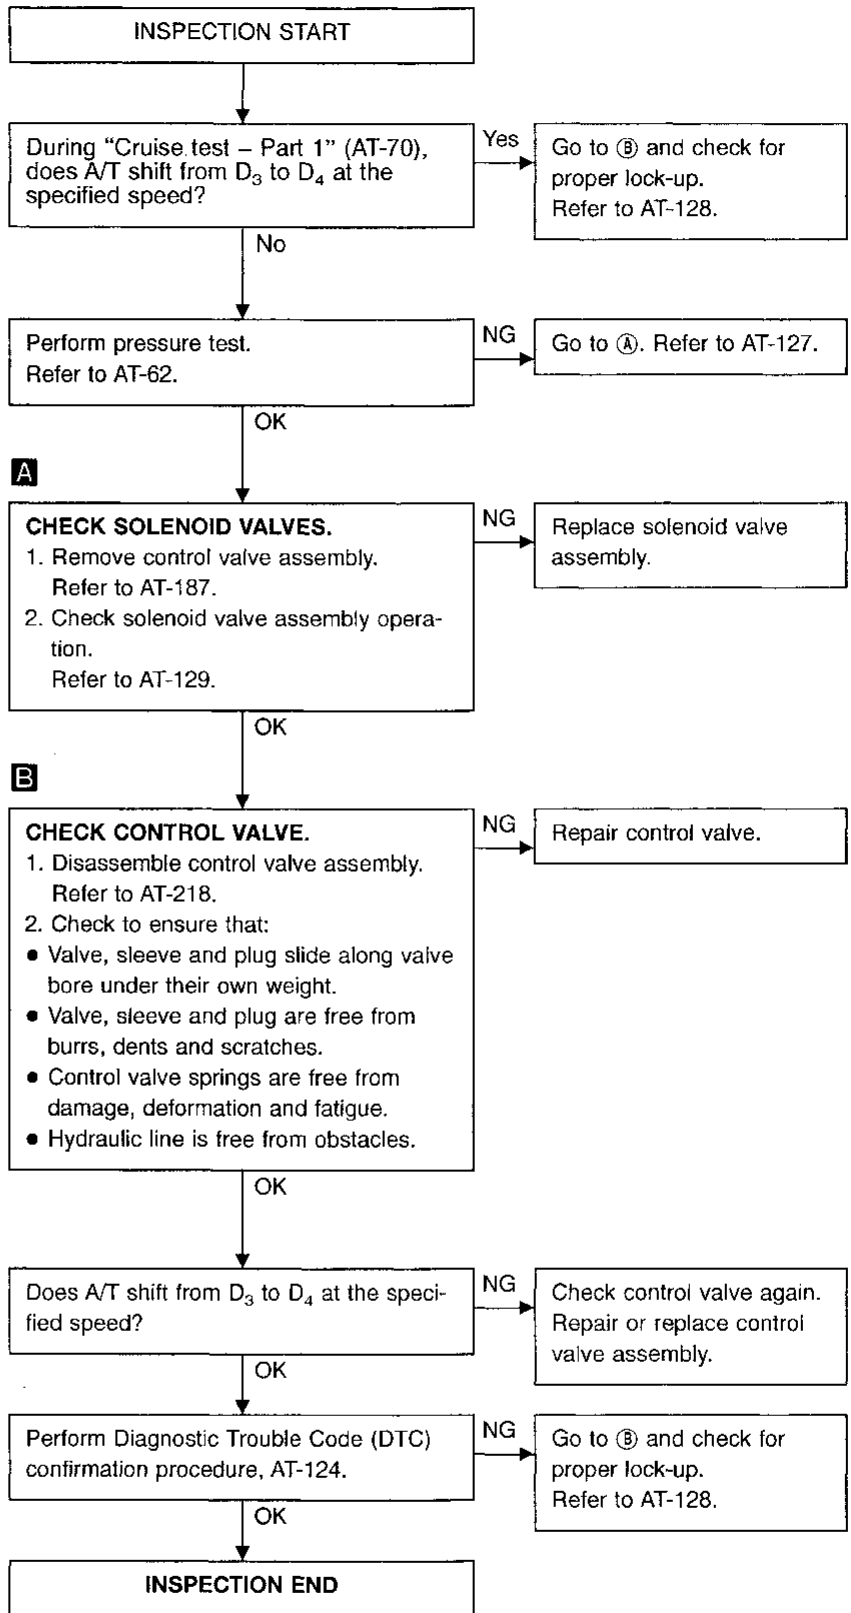 INSPECTION START
During “Cruise test – Part 1” (AT-70),
does A/T shift from D₃ to D₄ at the
specified speed?
Yes
Go to Ⓑ and check for
proper lock-up.
Refer to AT-128.
No
Perform pressure test.
Refer to AT-62.
NG
Go to Ⓐ. Refer to AT-127.
OK
A
CHECK SOLENOID VALVES.
1. Remove control valve assembly.
Refer to AT-187.
2. Check solenoid valve assembly opera-
tion.
Refer to AT-129.
NG
Replace solenoid valve
assembly.
OK
B
CHECK CONTROL VALVE.
1. Disassemble control valve assembly.
Refer to AT-218.
2. Check to ensure that:
● Valve, sleeve and plug slide along valve
bore under their own weight.
● Valve, sleeve and plug are free from
burrs, dents and scratches.
● Control valve springs are free from
damage, deformation and fatigue.
● Hydraulic line is free from obstacles.
NG
Repair control valve.
OK
Does A/T shift from D₃ to D₄ at the speci-
fied speed?
NG
Check control valve again.
Repair or replace control
valve assembly.
OK
Perform Diagnostic Trouble Code (DTC)
confirmation procedure, AT-124.
NG
Go to Ⓑ and check for
proper lock-up.
Refer to AT-128.
OK
INSPECTION END